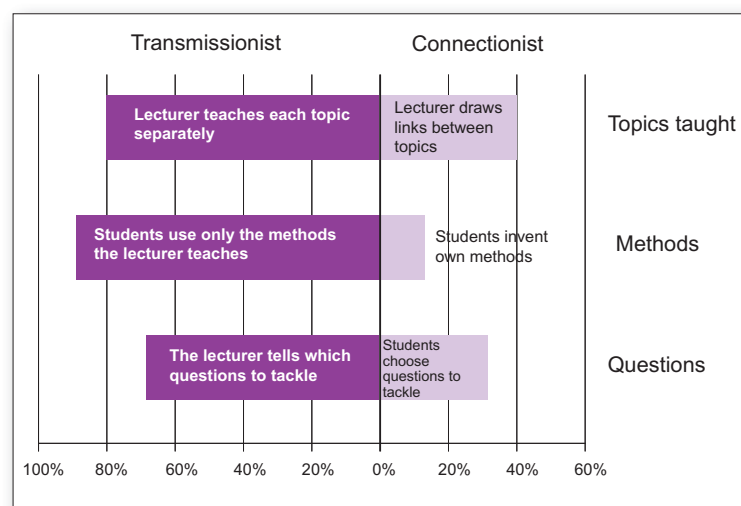 Transmissionist
Connectionist
Lecturer teaches each topic
separately
Lecturer draws
links between
topics
Topics taught
Students use only the methods
the lecturer teaches
Students invent
own methods
Methods
The lecturer tells which
questions to tackle
Students
choose
questions to
tackle
Questions
100% 80% 60% 40% 20% 0% 20% 40% 60%